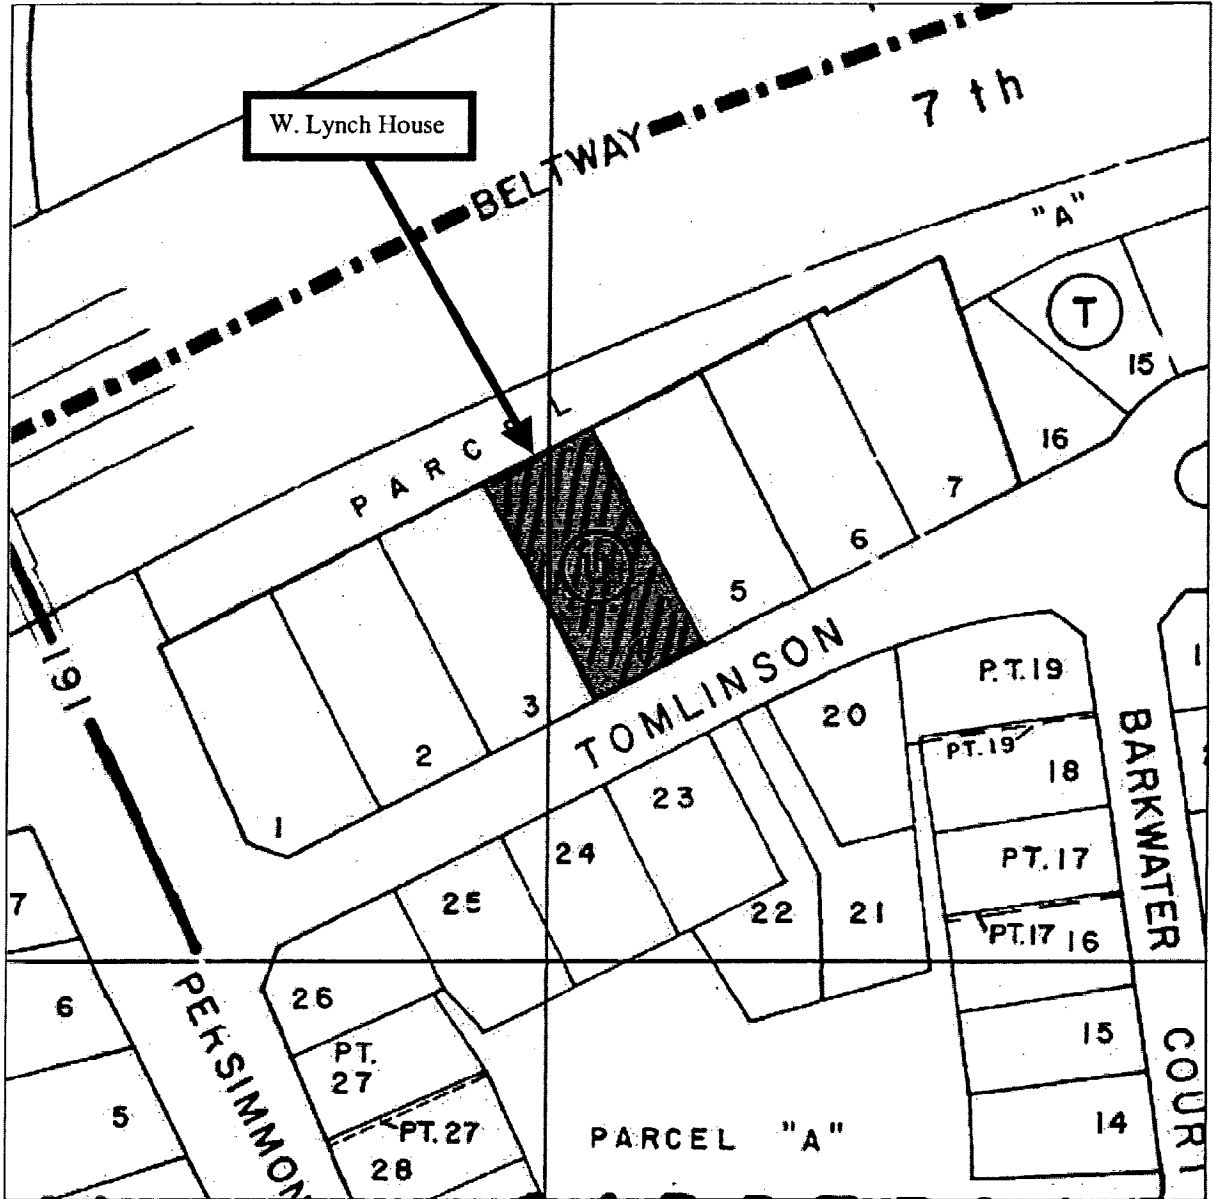 7 th
W. Lynch House
BELTWAY
"A"
T
15
PARCEL
16
7
6
5
191
3
TOMLINSON
2
1
20
P.T.19
PT.19
18
BARKWATER
23
24
PT.17
25
22
21
PT.17
16
7
26
6
PERSIMMON
PT.
27
15
COURT
5
PT.27
28
PARCEL "A"
14